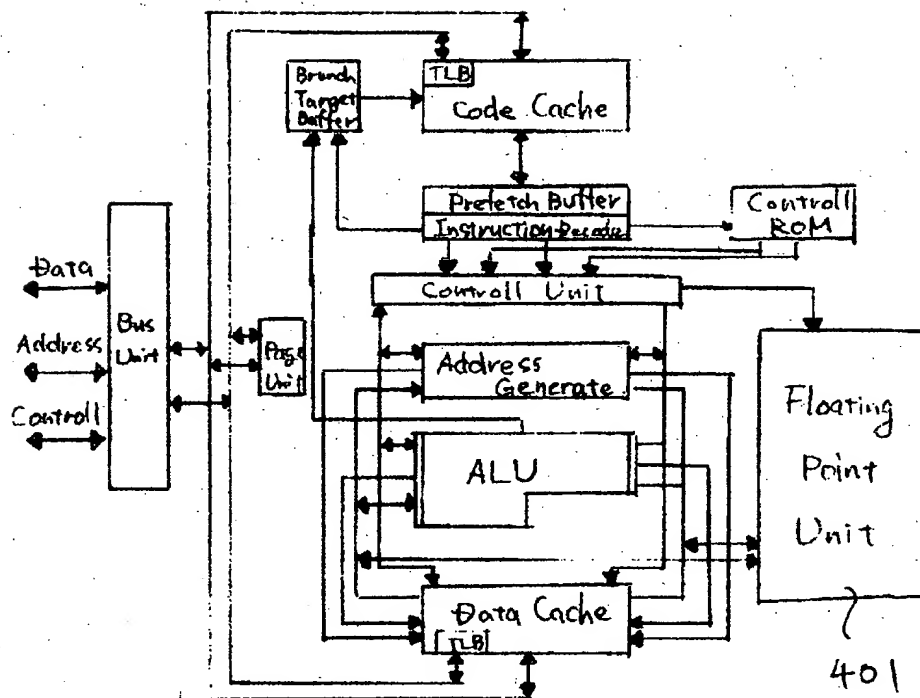 TLB
Code Cache
Branch
Target
Buffer
Prefetch Buffer
Instruction Decode
Controll
ROM
Controll Unit
Data
Address
Controll
Bus
Unit
Page
Unit
Address
Generate
ALU
Floating
Point
Unit
Data Cache
TLB
401